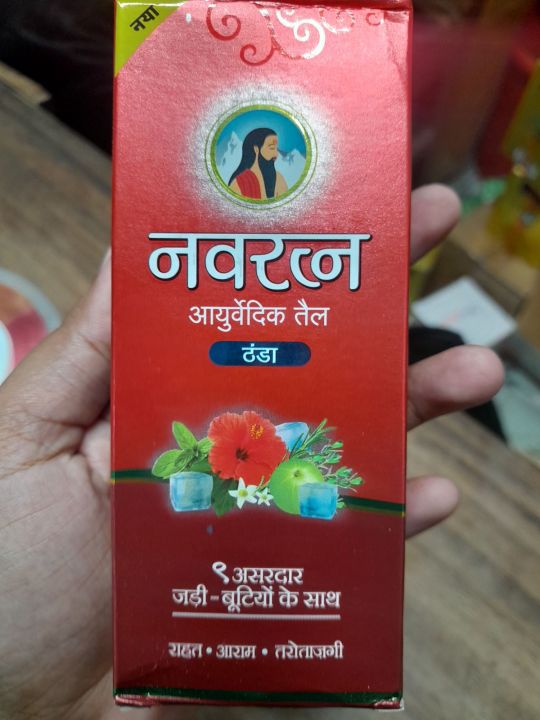 नया
नवरत्न
आयुर्वेदिक तैल
ठंडा
९ असरदार
जड़ी-बूटियों के साथ
राहत • आराम • तरोताज़गी